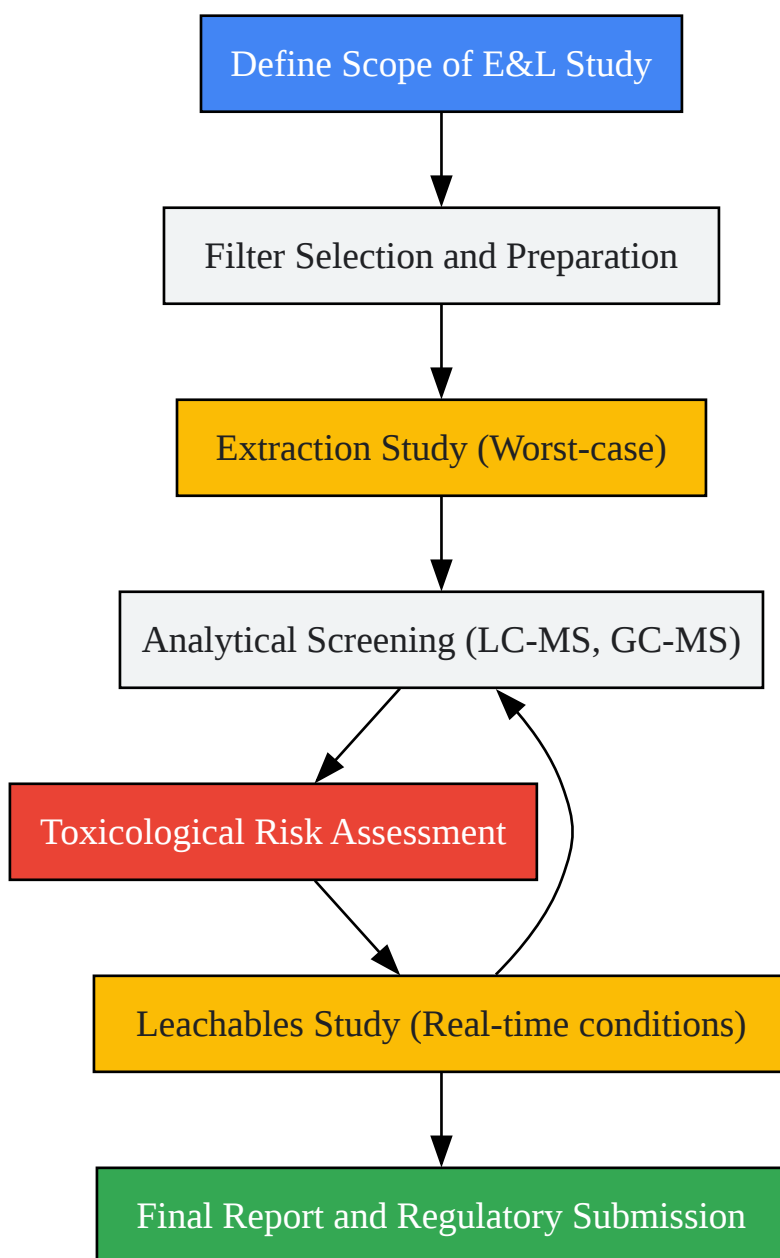 Define Scope of E&L Study
Filter Selection and Preparation
Extraction Study (Worst-case)
Analytical Screening (LC-MS, GC-MS)
Toxicological Risk Assessment
Leachables Study (Real-time conditions)
Final Report and Regulatory Submission